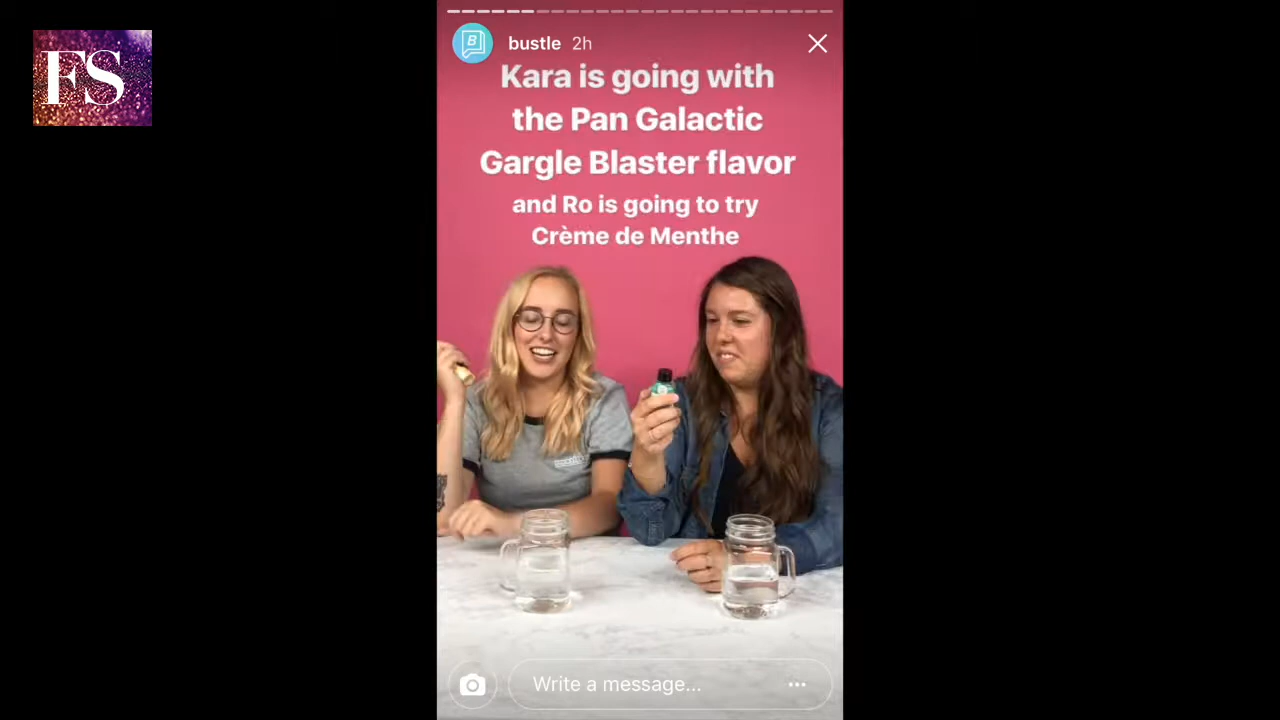 FS
B
bustle 2h
Kara is going with
the Pan Galactic
Gargle Blaster flavor
and Ro is going to try
Crème de Menthe
Write a message...